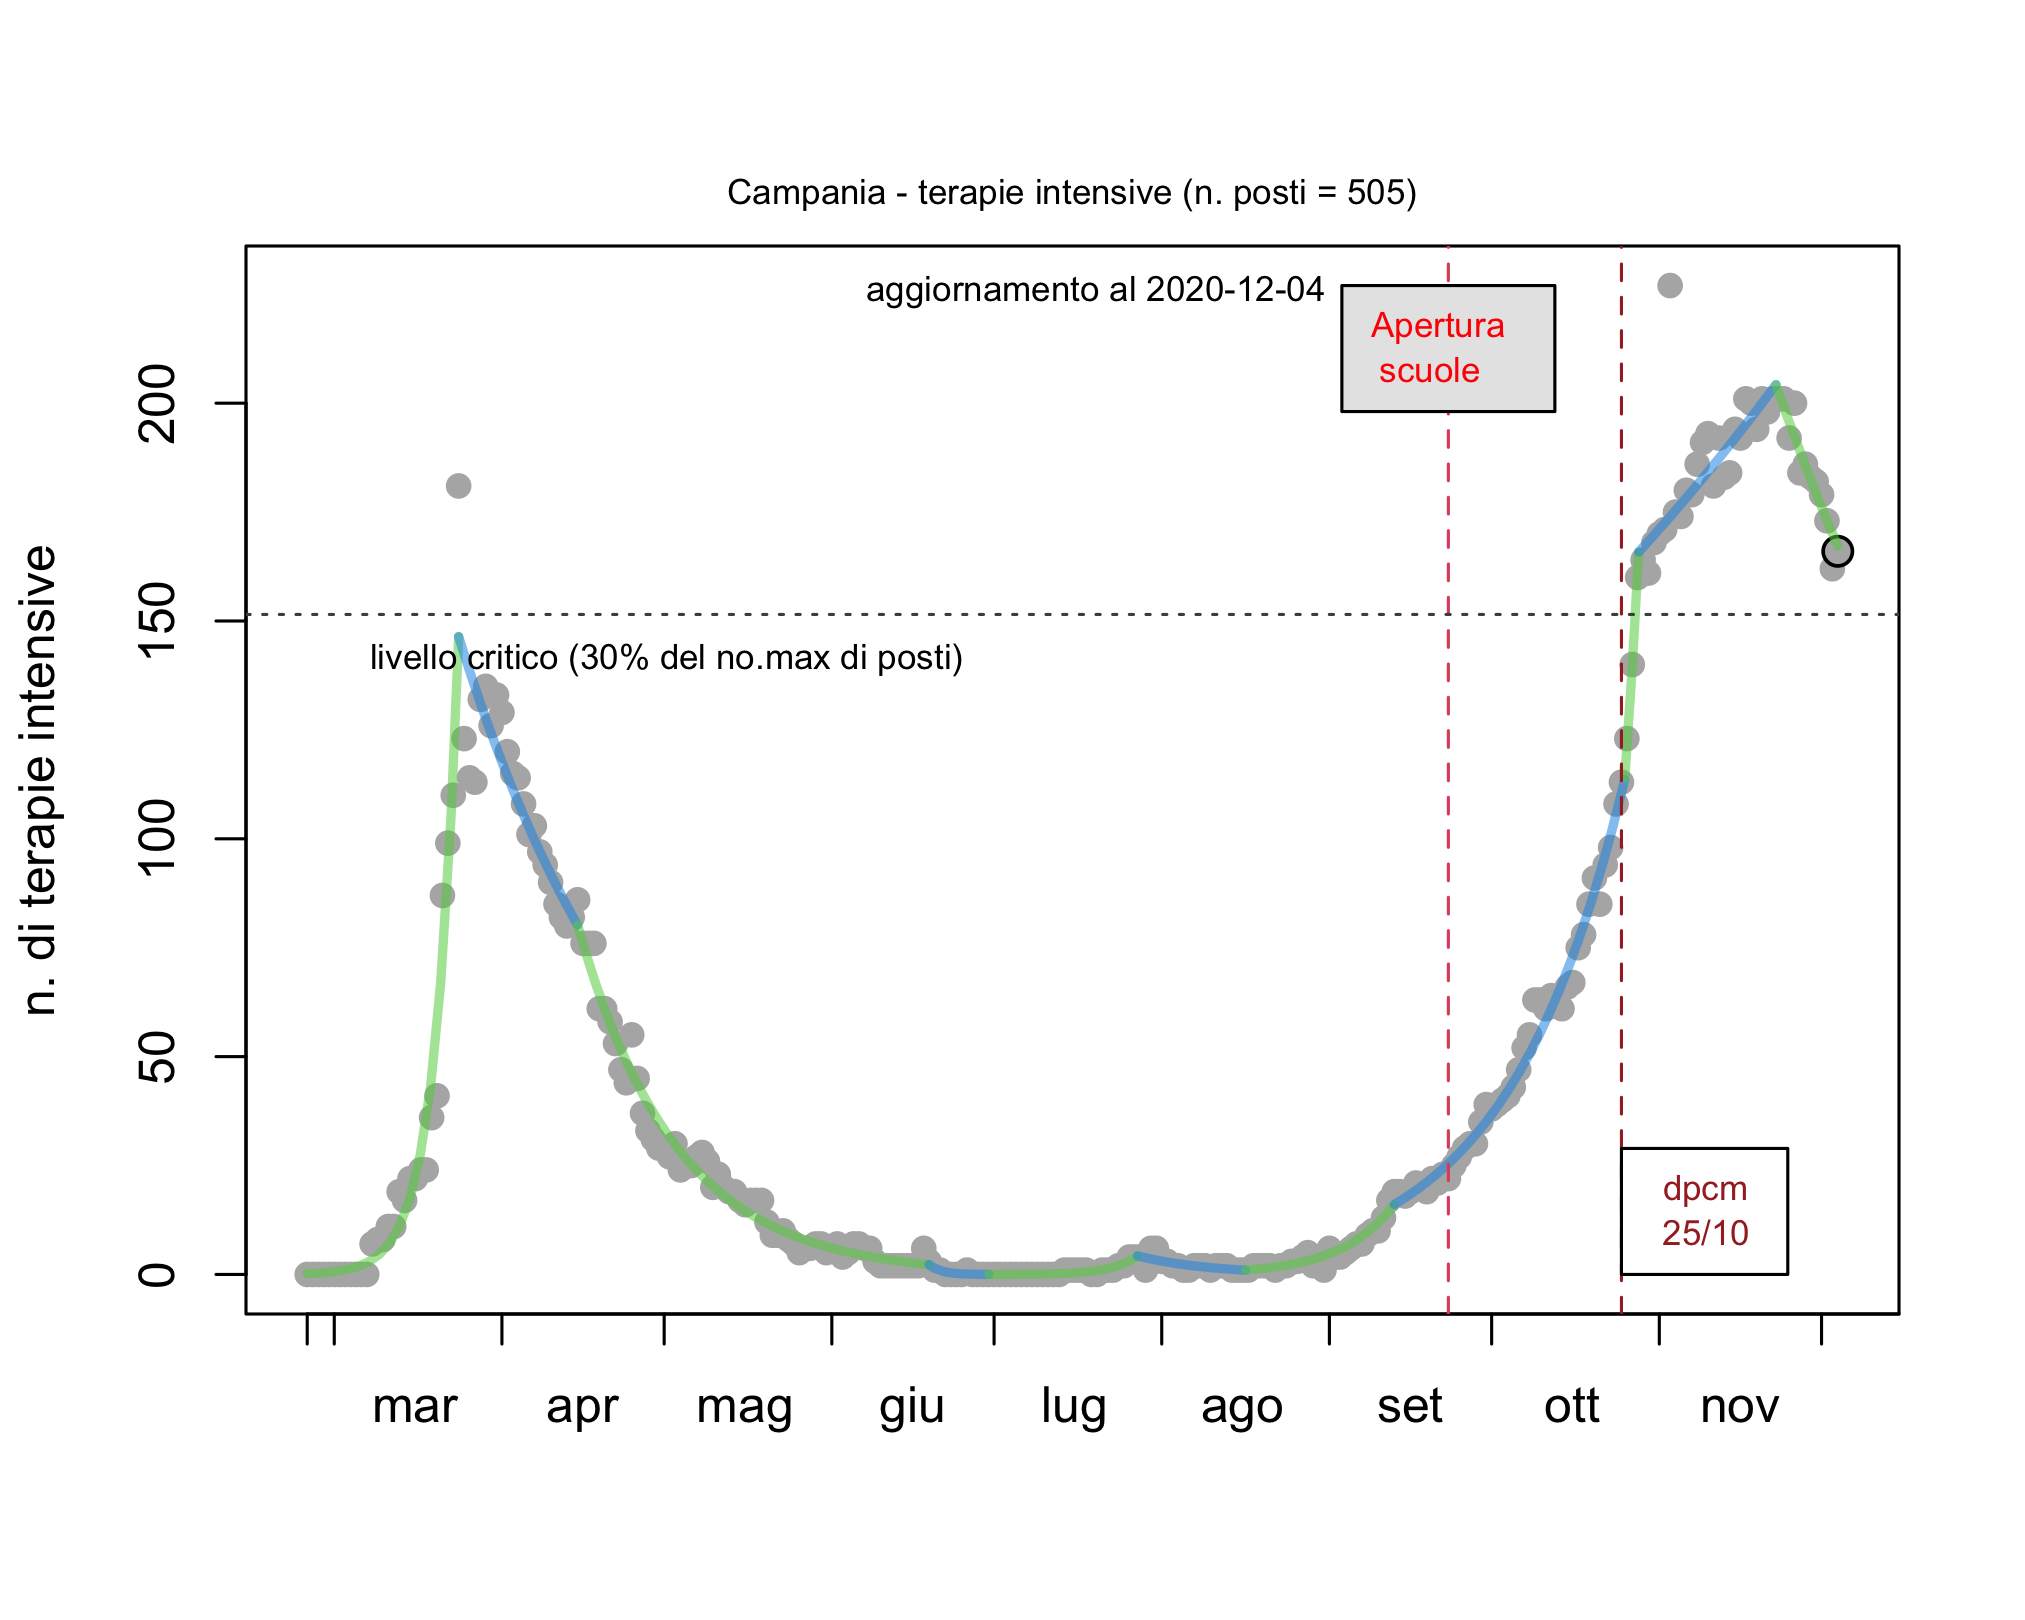 Campania - terapie intensive (n. posti = 505)
aggiornamento al 2020-12-04
Apertura
scuole
livello critico (30% del no.max di posti)
dpcm
25/10
n. di terapie intensive
0
50
100
150
200
mar apr mag giu lug ago set ott nov